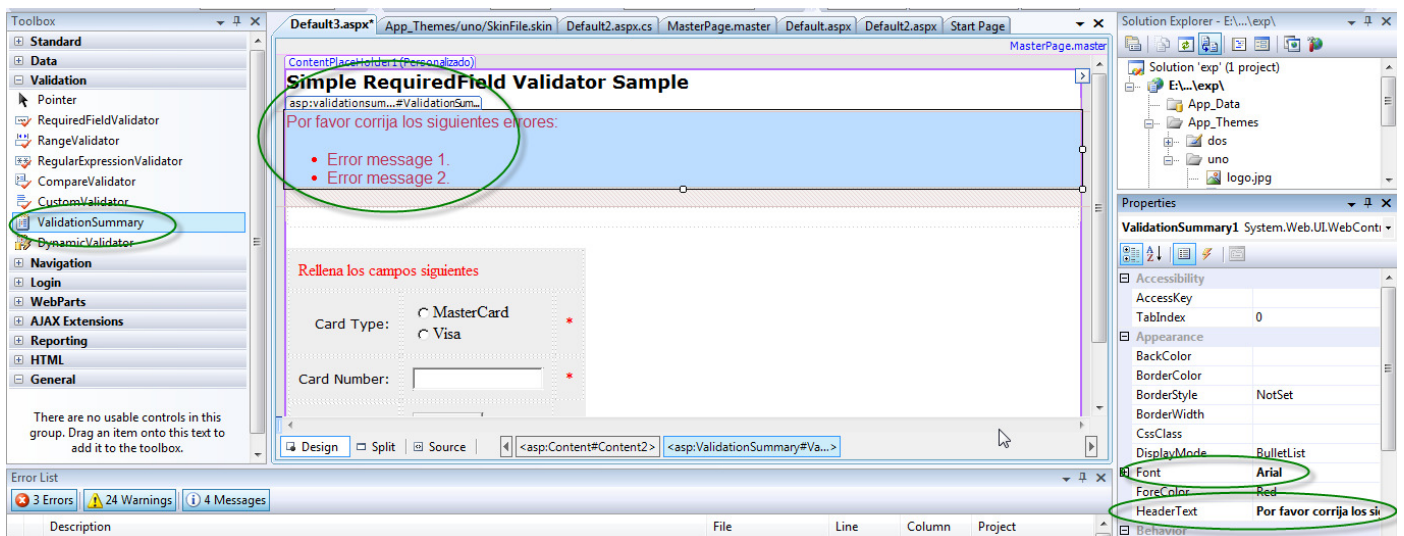 Toolbox
Standard
Data
Validation
Pointer
RequiredFieldValidator
RangeValidator
RegularExpressionValidator
CompareValidator
CustomValidator
ValidationSummary
DynamicValidator
Navigation
Login
WebParts
AJAX Extensions
Reporting
HTML
General
There are no usable controls in this
group. Drag an item onto this text to
add it to the toolbox.
Default3.aspx* App_Themes/uno/SkinFile.skin Default2.aspx.cs MasterPage.master Default.aspx Default2.aspx Start Page
MasterPage.master
ContentPlaceHolder1 (Personalizado)
Simple RequiredField Validator Sample
asp:validationsum...#ValidationSum...
Por favor corrija los siguientes errores:
Error message 1.
Error message 2.
Rellena los campos siguientes
Card Type:
MasterCard
Visa
*
Card Number:
*
Design Split Source <asp:Content#Content2> <asp:ValidationSummary#Va...>
Solution Explorer - E:\...\exp\
Solution 'exp' (1 project)
E:\...\exp\
App_Data
App_Themes
dos
uno
logo.jpg
Properties
ValidationSummary1 System.Web.UI.WebContr
Accessibility
AccessKey
TabIndex 0
Appearance
BackColor
BorderColor
BorderStyle NotSet
BorderWidth
CssClass
DisplayMode BulletList
Font Arial
ForeColor Red
HeaderText Por favor corrija los sig
Behavior
Error List
3 Errors 24 Warnings 4 Messages
Description File Line Column Project